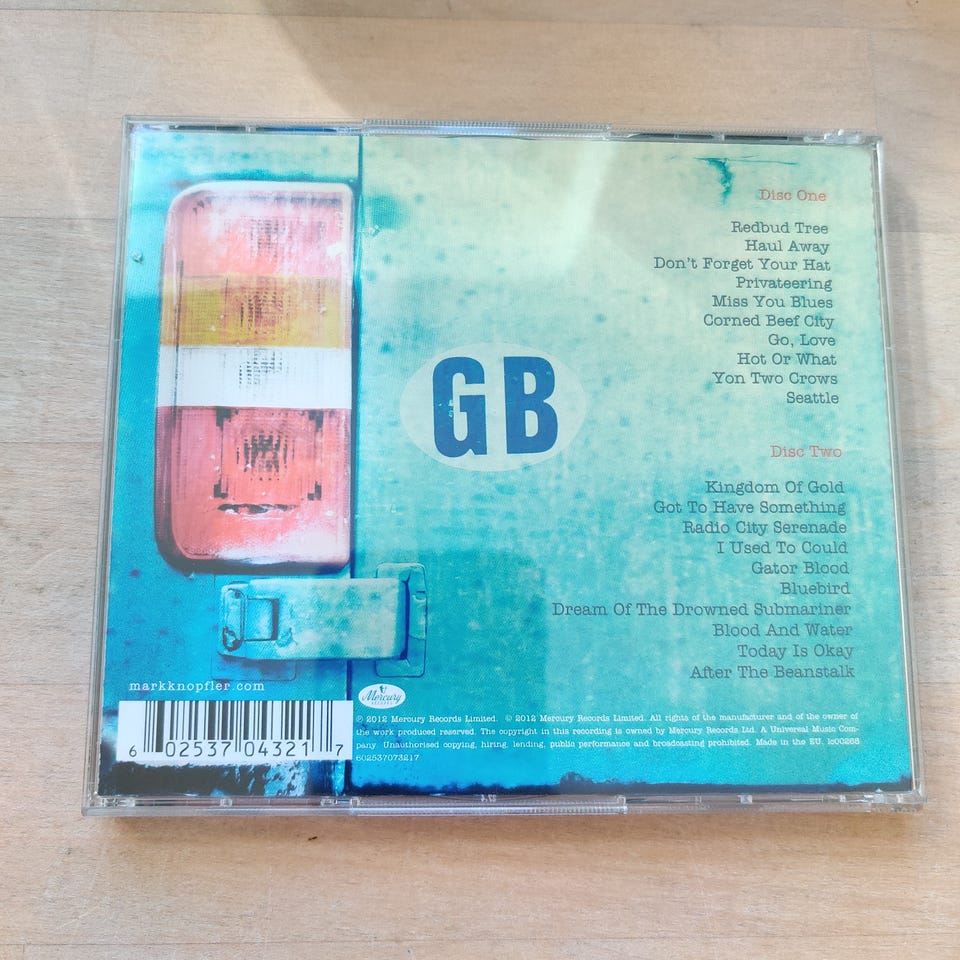 Disc One
Redbud Tree
Haul Away
Don't Forget Your Hat
Privateering
Miss You Blues
Corned Beef City
Go, Love
Hot Or What
Yon Two Crows
Seattle
GB
Disc Two
Kingdom Of Gold
Got To Have Something
Radio City Serenade
I Used To Could
Gator Blood
Bluebird
Dream Of The Drowned Submariner
Blood And Water
Today Is Okay
After The Beanstalk
markknopfler.com
Mercury
RECORDS
℗ 2012 Mercury Records Limited. © 2012 Mercury Records Limited. All rights of the manufacturer and of the owner of
the work produced reserved. The copyright in this recording is owned by Mercury Records Ltd. A Universal Music Com-
pany. Unauthorised copying, hiring, lending, public performance and broadcasting prohibited. Made in the EU. lc00268
602537073217
6 02537 04321 7